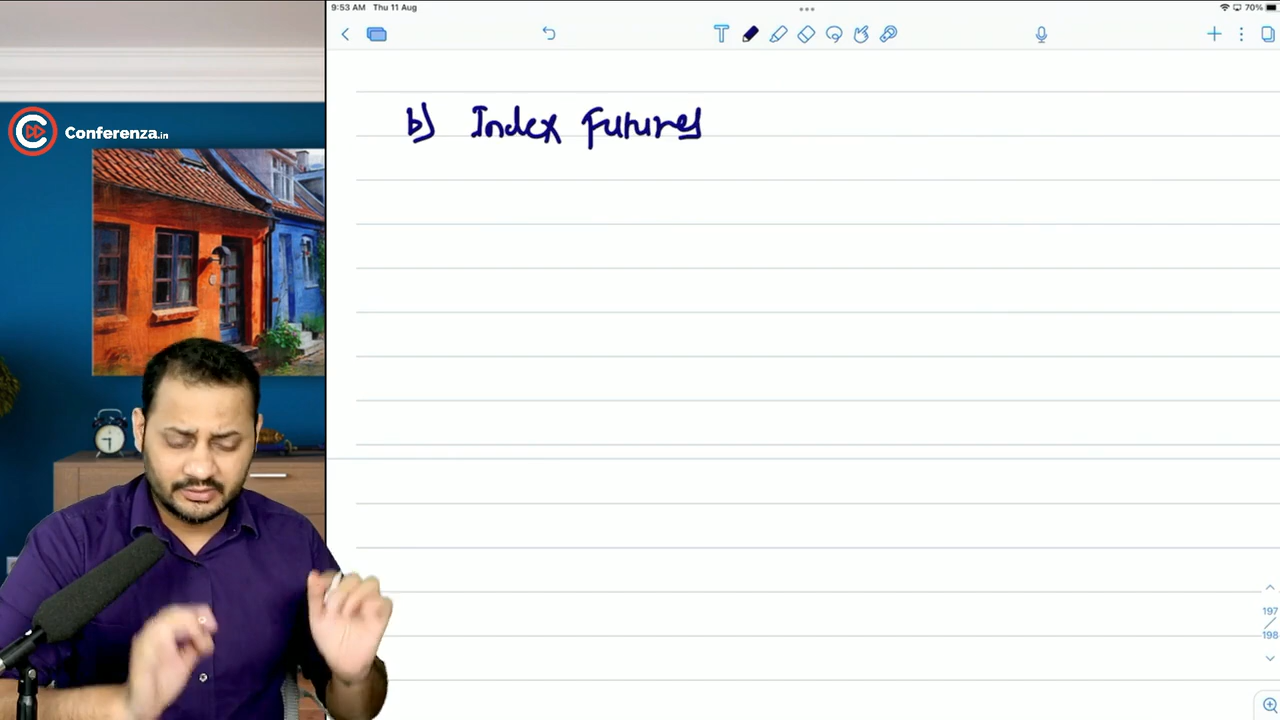 9:53 AM Thu 11 Aug
70%
Conferenza.in
b) Index Futures
197
198